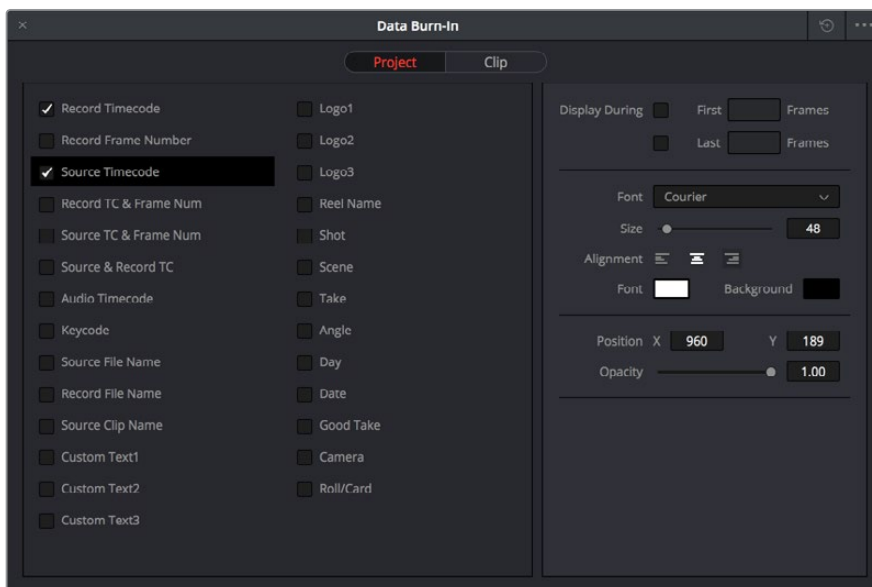 Data Burn-In
Project Clip
Record Timecode
Record Frame Number
Source Timecode
Record TC & Frame Num
Source TC & Frame Num
Source & Record TC
Audio Timecode
Keycode
Source File Name
Record File Name
Source Clip Name
Custom Text1
Custom Text2
Custom Text3
Logo1
Logo2
Logo3
Reel Name
Shot
Scene
Take
Angle
Day
Date
Good Take
Camera
Roll/Card
Display During First Frames
Last Frames
Font Courier
Size 48
Alignment
Font Background
Position X 960 Y 189
Opacity 1.00